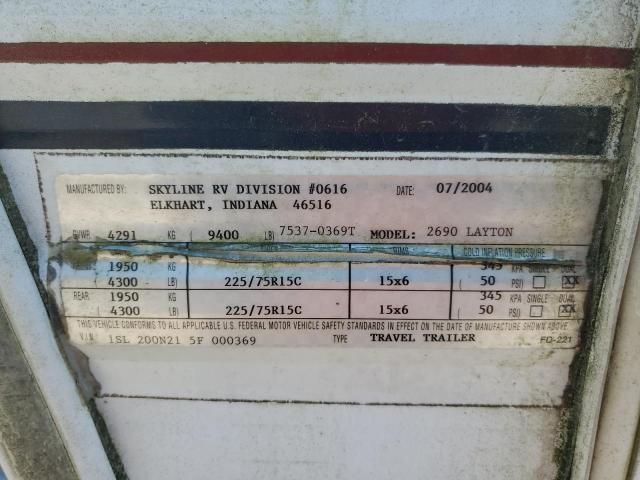 MANUFACTURED BY: SKYLINE RV DIVISION #0616 DATE: 07/2004
ELKHART, INDIANA 46516
GVWR 4291 KG ( 9400 LB) 7537-0369T MODEL: 2690 LAYTON
RIMS COLD INFLATION PRESSURE
1950 KG 345 KPA SINGLE DUAL
( 4300 LB) 225/75R15C 15x6 ( 50 PSI) XX
REAR 1950 KG 345 KPA SINGLE DUAL
( 4300 LB) 225/75R15C 15x6 ( 50 PSI) XX
THIS VEHICLE CONFORMS TO ALL APPLICABLE U.S. FEDERAL MOTOR VEHICLE SAFETY STANDARDS IN EFFECT ON THE DATE OF MANUFACTURE SHOWN ABOVE
V.I.N. 1SL 200N21 5F 000369 TYPE TRAVEL TRAILER FD-221